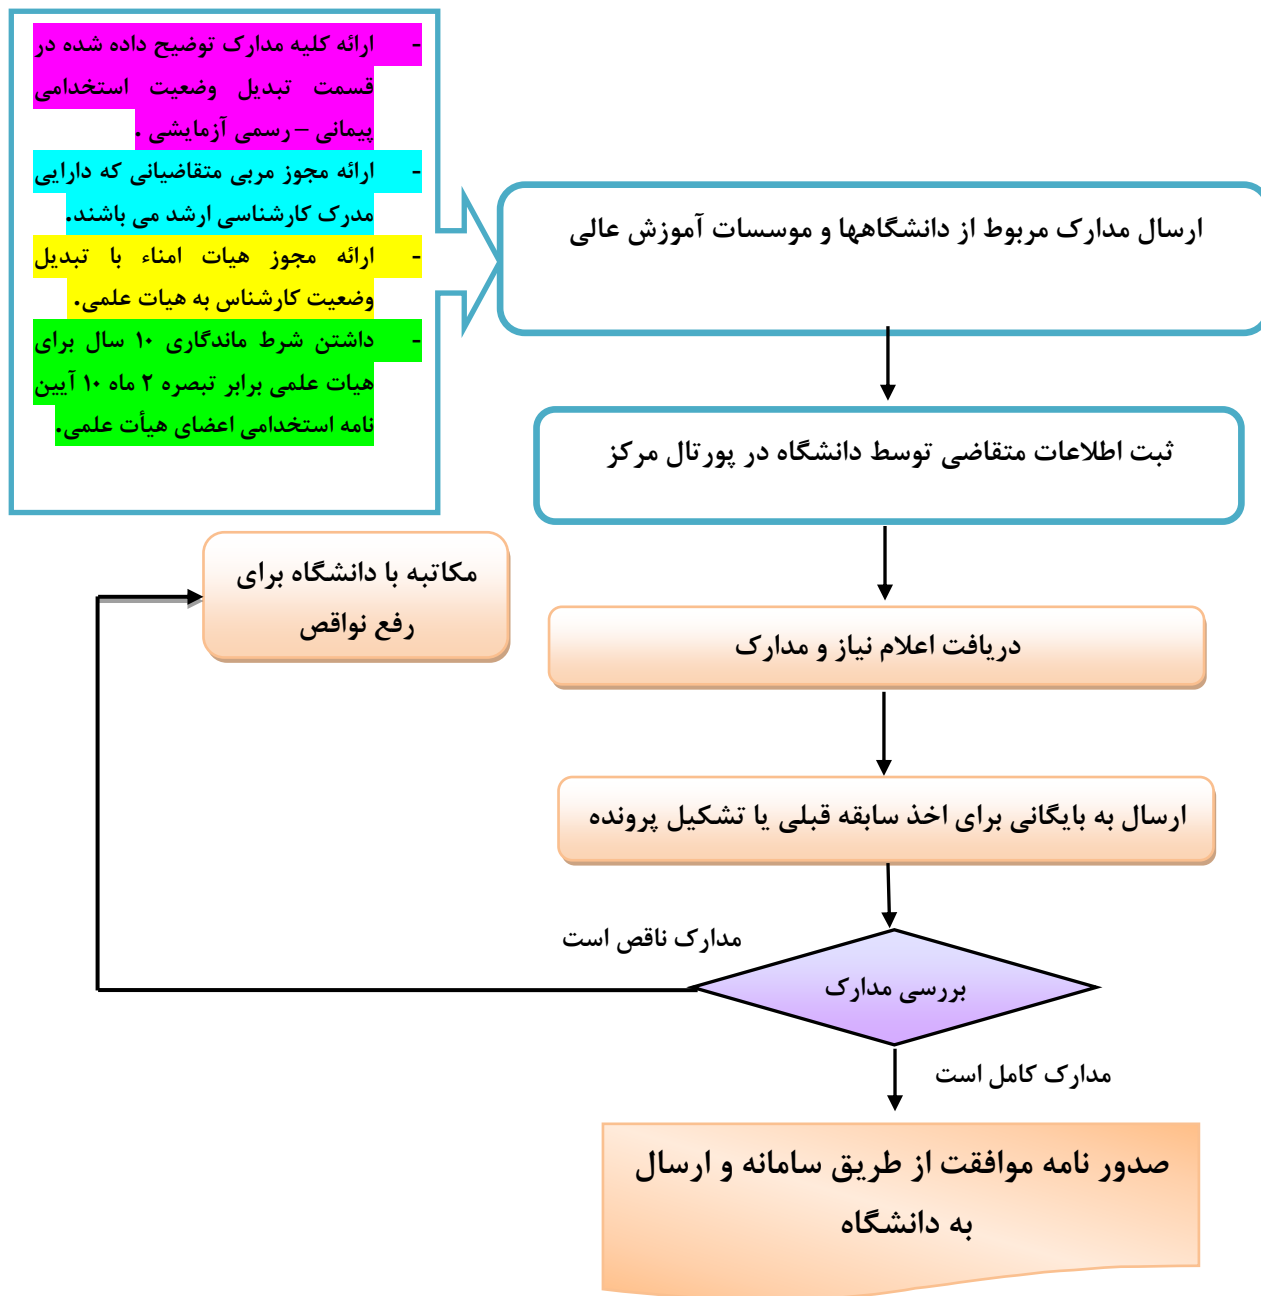 - ارائه کلیه مدارک توضیح داده شده در
قسمت تبدیل وضعیت استخدامی
پیمانی – رسمی آزمایشی .
- ارائه مجوز مربی متقاضیانی که دارایی
مدرک کارشناسی ارشد می باشند.
- ارائه مجوز هیات امناء با تبدیل
وضعیت کارشناس به هیات علمی.
- داشتن شرط ماندگاری ۱۰ سال برای
هیات علمی برابر تبصره ۲ ماه ۱۰ آیین
نامه استخدامی اعضای هیأت علمی.
ارسال مدارک مربوط از دانشگاهها و موسسات آموزش عالی
ثبت اطلاعات متقاضی توسط دانشگاه در پورتال مرکز
مکاتبه با دانشگاه برای
رفع نواقص
دریافت اعلام نیاز و مدارک
ارسال به بایگانی برای اخذ سابقه قبلی یا تشکیل پرونده
مدارک ناقص است
بررسی مدارک
مدارک کامل است
صدور نامه موافقت از طریق سامانه و ارسال
به دانشگاه